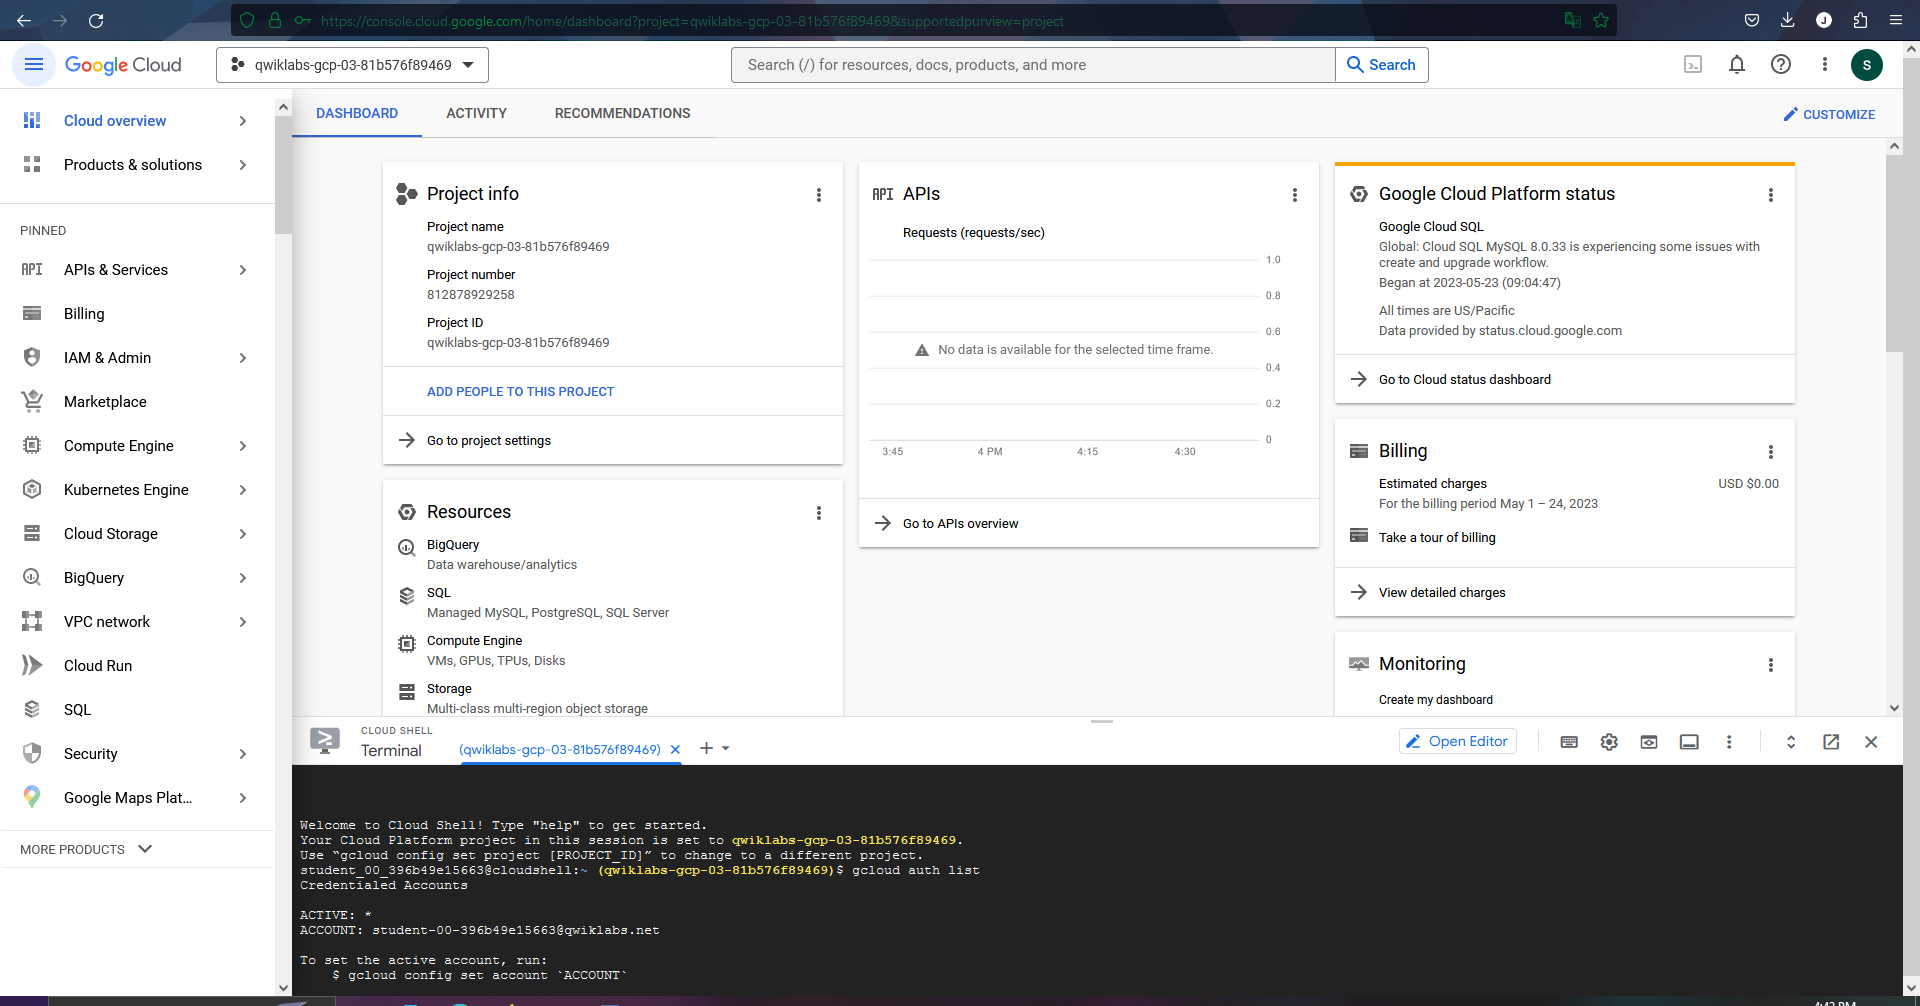 https://console.cloud.google.com/home/dashboard?project=qwiklabs-gcp-03-81b576f89469&supportedpurview=project
J
Google Cloud
qwiklabs-gcp-03-81b576f89469
Search (/) for resources, docs, products, and more
Search
S
Cloud overview
Products & solutions
PINNED
API APIs & Services
Billing
IAM & Admin
Marketplace
Compute Engine
Kubernetes Engine
Cloud Storage
BigQuery
VPC network
Cloud Run
SQL
Security
Google Maps Plat...
MORE PRODUCTS
DASHBOARD
ACTIVITY
RECOMMENDATIONS
CUSTOMIZE
Project info
Project name
qwiklabs-gcp-03-81b576f89469
Project number
812878929258
Project ID
qwiklabs-gcp-03-81b576f89469
ADD PEOPLE TO THIS PROJECT
Go to project settings
Resources
BigQuery
Data warehouse/analytics
SQL
Managed MySQL, PostgreSQL, SQL Server
Compute Engine
VMs, GPUs, TPUs, Disks
Storage
Multi-class multi-region object storage
API APIs
Requests (requests/sec)
1.0
0.8
0.6
No data is available for the selected time frame.
0.4
0.2
0
3:45 4 PM 4:15 4:30
Go to APIs overview
Google Cloud Platform status
Google Cloud SQL
Global: Cloud SQL MySQL 8.0.33 is experiencing some issues with
create and upgrade workflow.
Began at 2023-05-23 (09:04:47)
All times are US/Pacific
Data provided by status.cloud.google.com
Go to Cloud status dashboard
Billing
Estimated charges USD $0.00
For the billing period May 1 – 24, 2023
Take a tour of billing
View detailed charges
Monitoring
Create my dashboard
CLOUD SHELL
Terminal
(qwiklabs-gcp-03-81b576f89469)
Open Editor
Welcome to Cloud Shell! Type "help" to get started.
Your Cloud Platform project in this session is set to qwiklabs-gcp-03-81b576f89469.
Use “gcloud config set project [PROJECT_ID]” to change to a different project.
student_00_396b49e15663@cloudshell:~ (qwiklabs-gcp-03-81b576f89469)$ gcloud auth list
Credentialed Accounts
ACTIVE: *
ACCOUNT: student-00-396b49e15663@qwiklabs.net
To set the active account, run:
$ gcloud config set account `ACCOUNT`